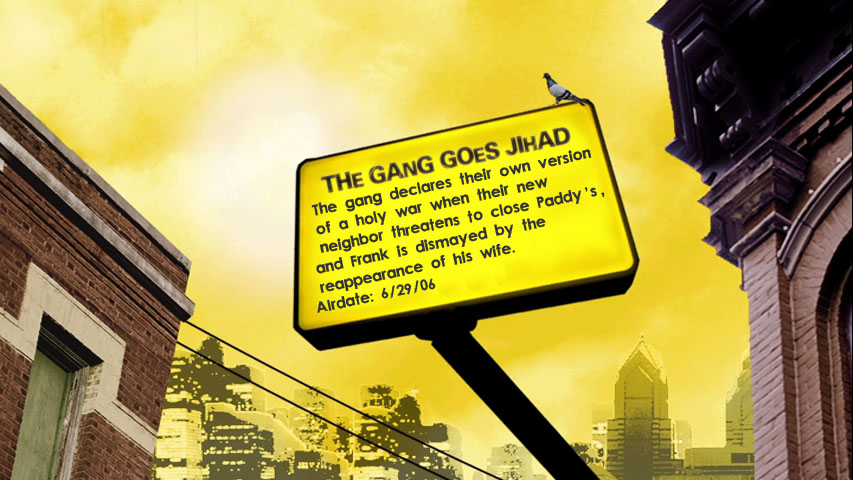 The Gang Goes Jihad
The gang declares their own version
of a holy war when their new
neighbor threatens to close Paddy's,
and Frank is dismayed by the
reappearance of his wife.
Airdate: 6/29/06